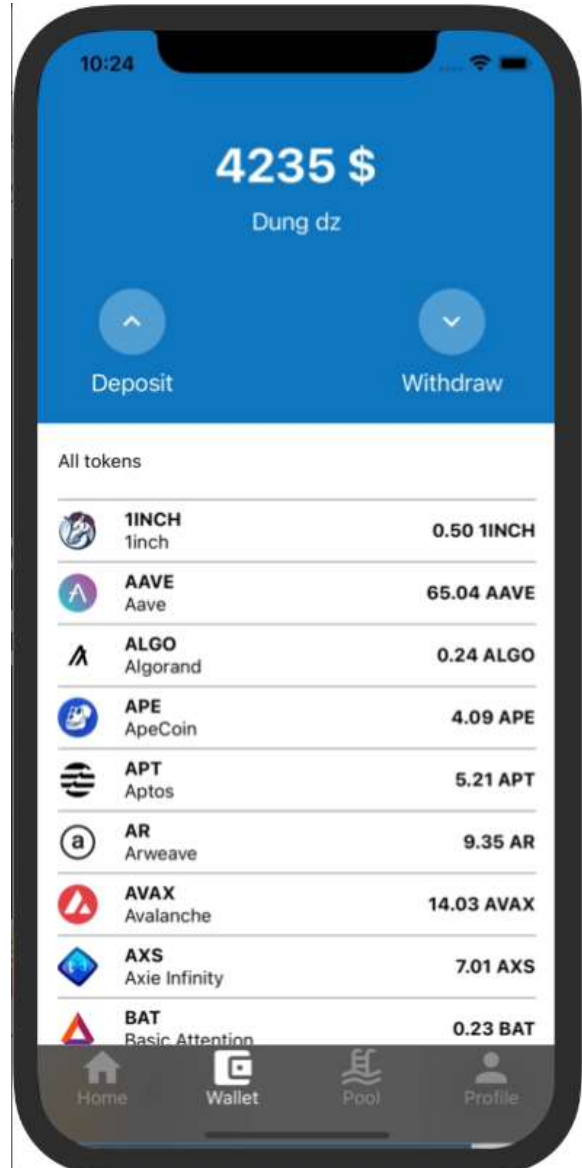 10:24
4235 $
Dung dz
Deposit
Withdraw
All tokens
1INCH
1inch
0.50 1INCH
AAVE
Aave
65.04 AAVE
ALGO
Algorand
0.24 ALGO
APE
ApeCoin
4.09 APE
APT
Aptos
5.21 APT
a
AR
Arweave
9.35 AR
AVAX
Avalanche
14.03 AVAX
AXS
Axie Infinity
7.01 AXS
BAT
Basic Attention
0.23 BAT
Home
Wallet
Pool
Profile